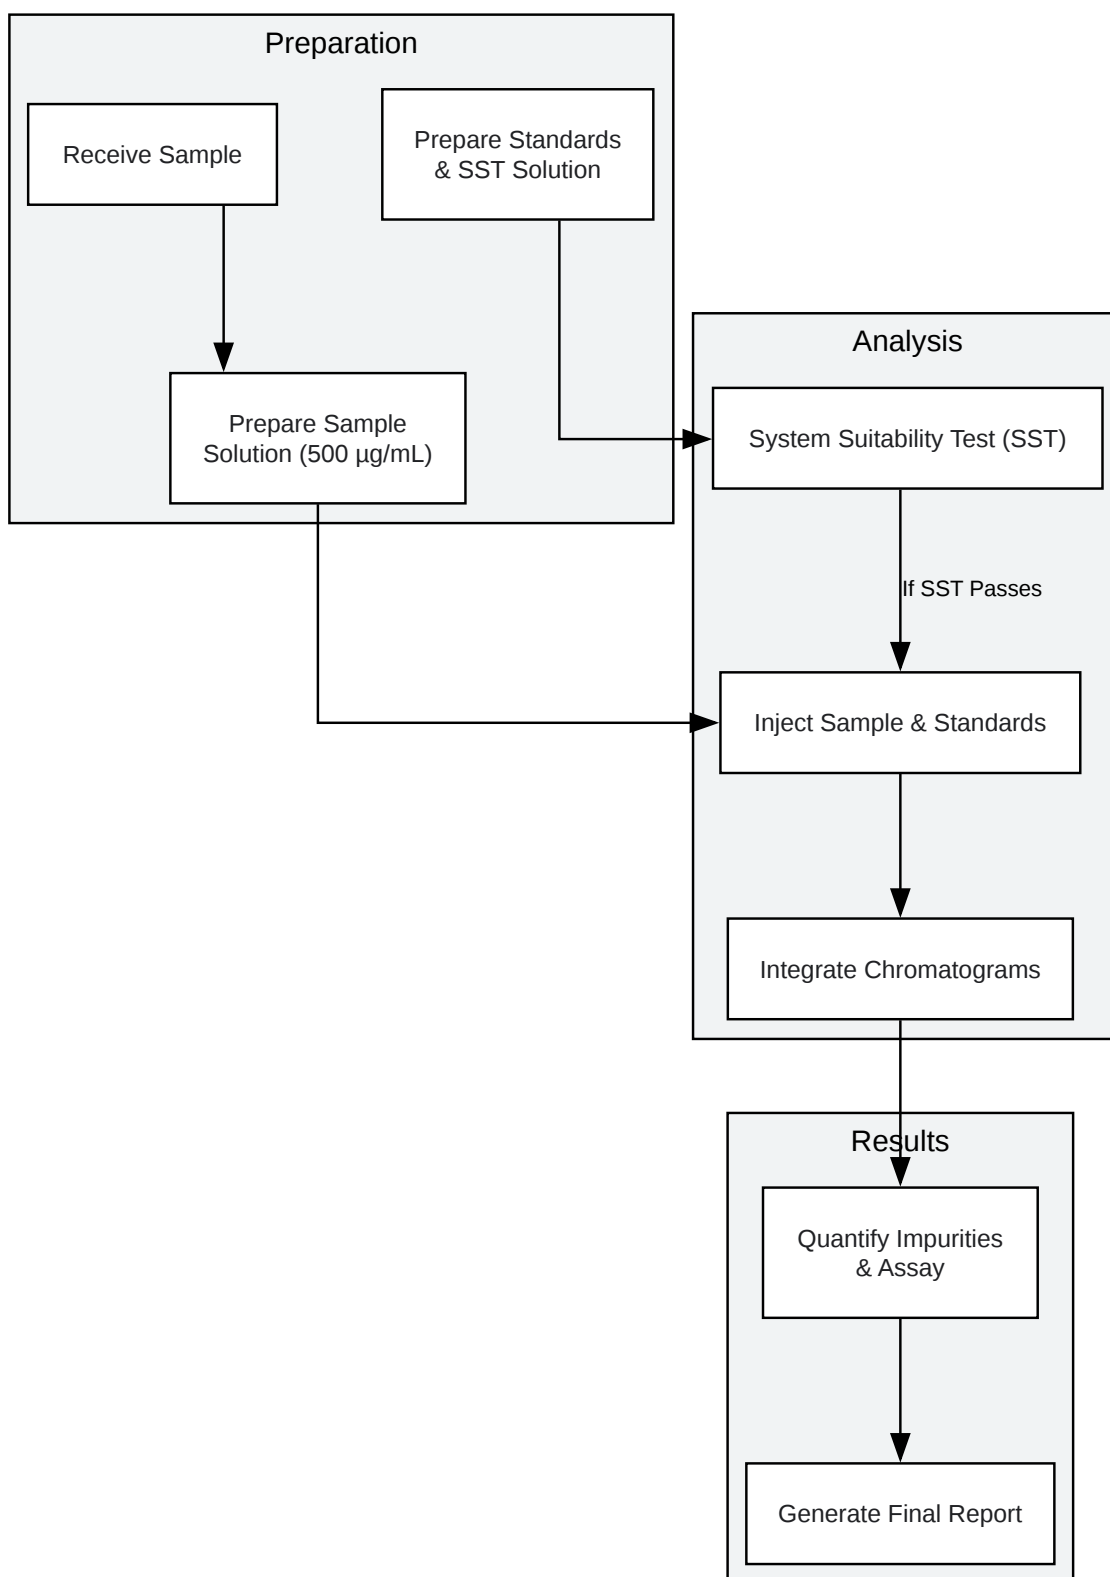 Preparation
Receive Sample
Prepare Standards
& SST Solution
Prepare Sample
Solution (500 µg/mL)
Analysis
System Suitability Test (SST)
If SST Passes
Inject Sample & Standards
Integrate Chromatograms
Results
Quantify Impurities
& Assay
Generate Final Report